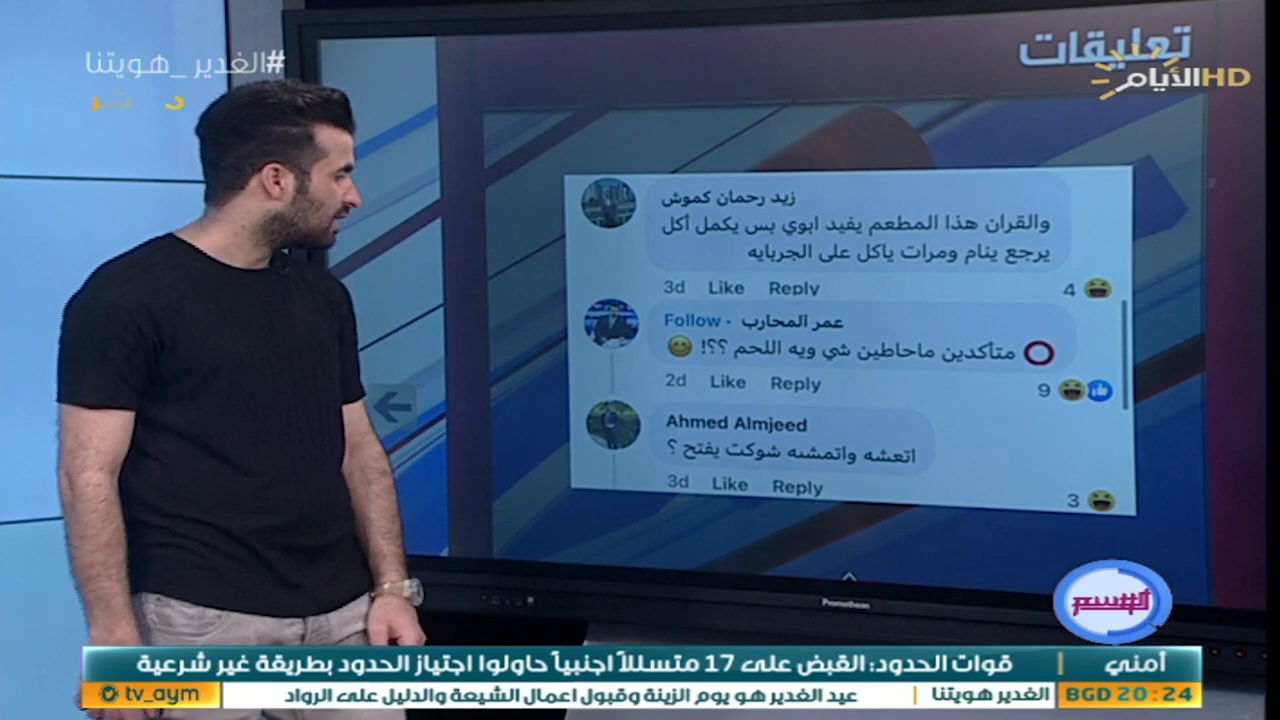 #الغدير_هويتنا
تعليقات
الأيام HD
زيد رحمان كموش
والقران هذا المطعم يفيد ابوي بس يكمل أكل
يرجع ينام ومرات ياكل على الجربايه
3d Like Reply 4
عمر المحارب · Follow
متأكدين ماحاطين شي ويه اللحم ؟؟!
2d Like Reply 9
Ahmed Almjeed
اتعشه واتمشه شوكت يفتح ؟
3d Like Reply 3
Promethean
أمني | قوات الحدود: القبض على 17 متسللاً اجنبياً حاولوا اجتياز الحدود بطريقة غير شرعية
BGD 20:24 الغدير هويتنا | عيد الغدير هو يوم الزينة وقبول اعمال الشيعة والدليل على الرواد tv_aym